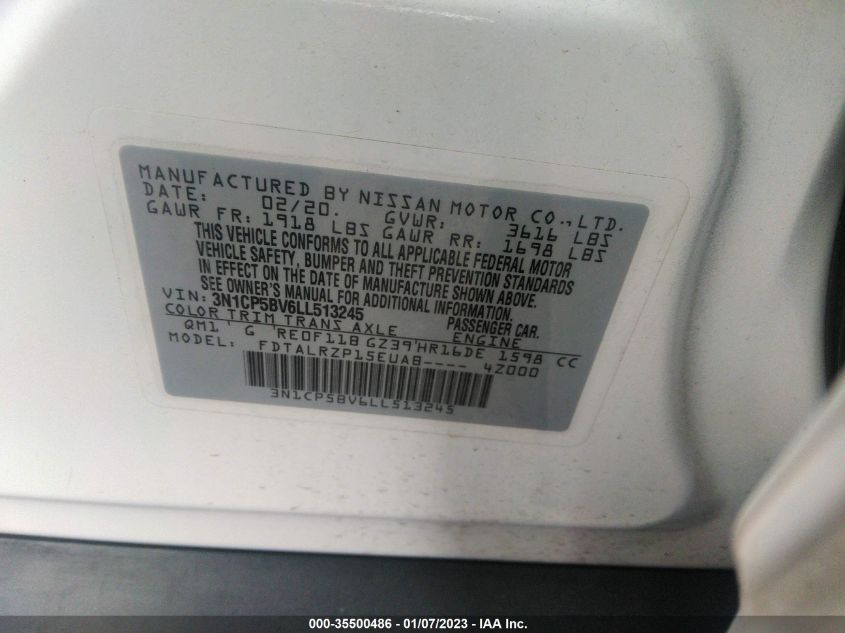 MANUFACTURED BY NISSAN MOTOR CO.,LTD.
DATE: 02/20. GVWR: 3616 LBS
GAWR FR: 1918 LBS GAWR RR: 1698 LBS
THIS VEHICLE CONFORMS TO ALL APPLICABLE FEDERAL MOTOR
VEHICLE SAFETY, BUMPER AND THEFT PREVENTION STANDARDS
IN EFFECT ON THE DATE OF MANUFACTURE SHOWN ABOVE.
SEE OWNER'S MANUAL FOR ADDITIONAL INFORMATION.
VIN: 3N1CP5BV6LL513245 PASSENGER CAR.
COLOR TRIM TRANS AXLE ENGINE
QM1 ' G 'RE0F11B GZ39'HR16DE 1598 CC
MODEL: FDTALRZP15EUAB---- 4Z000
3N1CP5BV6LL513245
000-35500486 - 01/07/2023 - IAA Inc.